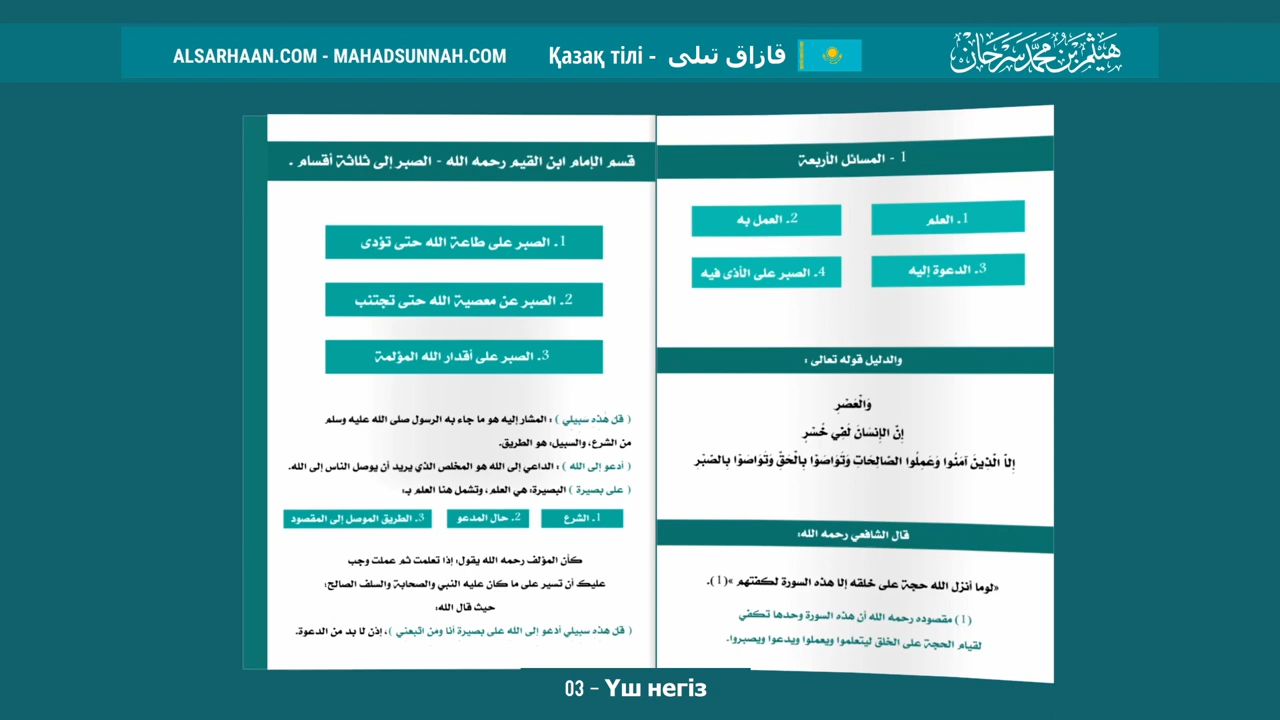 ALSARHAAN.COM - MAHADSUNNAH.COM
Қазақ тілі - قازاق تىلى
هيثم بن محمد سرحان
1 - المسائل الأربعة
1. العلم
2. العمل به
3. الدعوة إليه
4. الصبر على الأذى فيه
والدليل قوله تعالى :
وَالْعَصْرِ
إِنَّ الإِنسَانَ لَفِي خُسْرٍ
إِلاَّ الَّذِينَ آمَنُوا وَعَمِلُوا الصَّالِحَاتِ وَتَوَاصَوْا بِالْحَقِّ وَتَوَاصَوْا بِالصَّبْرِ
قال الشافعي رحمه الله:
«لوما أنزل الله حجة على خلقه إلا هذه السورة لكفتهم »(1).
(1) مقصوده رحمه الله أن هذه السورة وحدها تكفي
لقيام الحجة على الخلق ليتعلموا ويعملوا ويدعوا ويصبروا.
قسم الإمام ابن القيم رحمه الله - الصبر إلى ثلاثة أقسام .
1. الصبر على طاعة الله حتى تؤدى
2. الصبر عن معصية الله حتى تجتنب
3. الصبر على أقدار الله المؤلمة
( قل هذه سبيلي ) : المشار إليه هو ما جاء به الرسول صلى الله عليه وسلم
من الشرع، والسبيل: هو الطريق.
( أدعو إلى الله ) : الداعي إلى الله هو المخلص الذي يريد أن يوصل الناس إلى الله.
( على بصيرة ) البصيرة: هي العلم، وتشمل هنا العلم بـ:
1. الشرع
2. حال المدعو
3. الطريق الموصل إلى المقصود
كأن المؤلف رحمه الله يقول: إذا تعلمت ثم عملت وجب
عليك أن تسير على ما كان عليه النبي والصحابة والسلف الصالح؛
حيث قال الله:
( قل هذه سبيلي أدعو إلى الله على بصيرة أنا ومن اتبعني )، إذن لا بد من الدعوة.
03 – Үш негіз